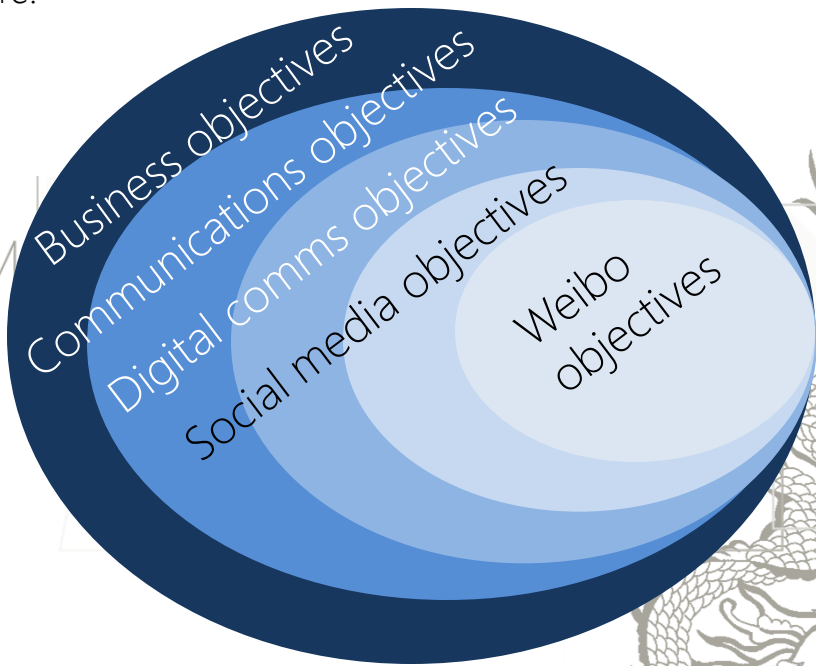 Business objectives
Communications objectives
Digital comms objectives
Social media objectives
Weibo
objectives